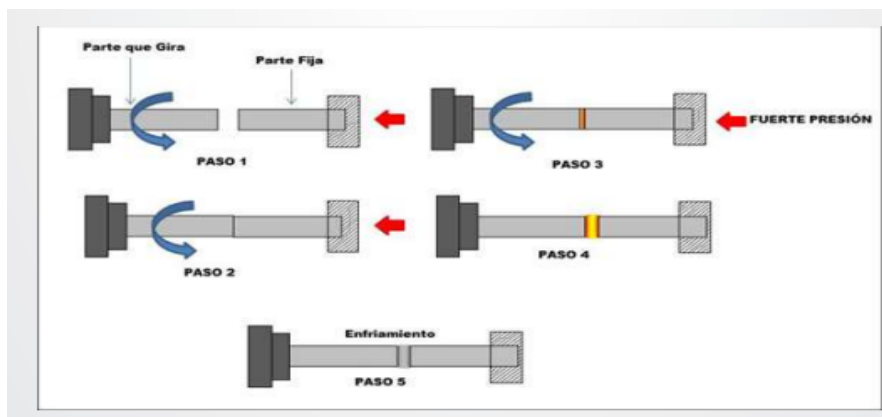 Parte que Gira
Parte Fija
PASO 1
FUERTE PRESIÓN
PASO 3
PASO 2
PASO 4
Enfriamiento
PASO 5